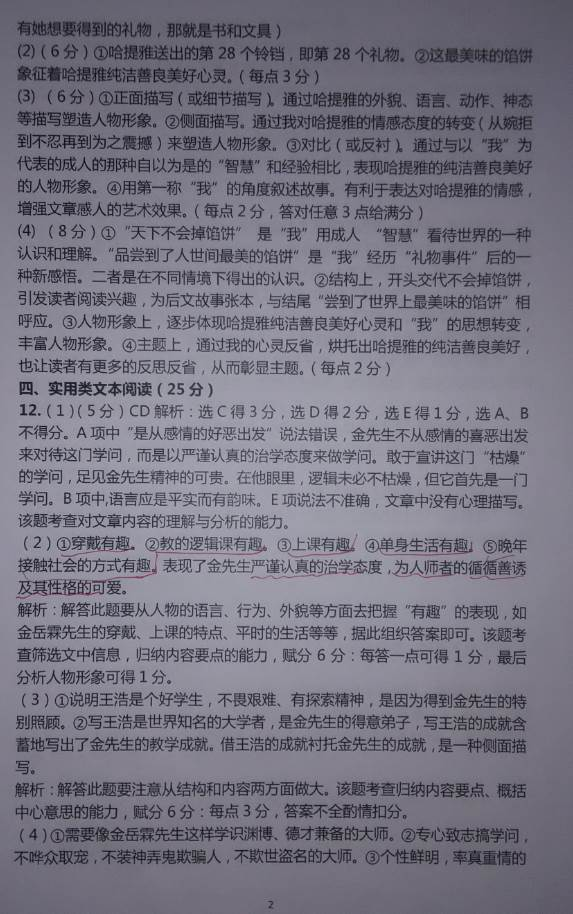 有她想要得到的礼物，那就是书和文具）
(2)（6 分）①哈提雅送出的第 28 个铃铛，即第 28 个礼物。②这最美味的馅饼
象征着哈提雅纯洁善良美好心灵。（每点 3 分）
(3) （6 分）①正面描写（或细节描写）。通过哈提雅的外貌、语言、动作、神态
等描写塑造人物形象。②侧面描写。通过我对哈提雅的情感态度的转变（从婉拒
到不忍再到为之震撼）来塑造人物形象。③对比（或反衬）。通过与以“我”为
代表的成人的那种自以为是的“智慧”和经验相比，表现哈提雅的纯洁善良美好
的人物形象。④用第一称“我”的角度叙述故事。有利于表达对哈提雅的情感，
增强文章感人的艺术效果。（每点 2 分，答对任意 3 点给满分）
(4) （8 分）①“天下不会掉馅饼” 是“我”用成人 “智慧”看待世界的一种
认识和理解。“品尝到了人世间最美的馅饼”是“我”经历“礼物事件”后的一
种新感悟。二者是在不同情境下得出的认识。②结构上，开头交代不会掉馅饼，
引发读者阅读兴趣，为后文故事张本，与结尾“尝到了世界上最美味的馅饼”相
呼应。③人物形象上，逐步体现哈提雅纯洁善良美好心灵和“我”的思想转变，
丰富人物形象。④主题上，通过我的心灵反省，烘托出哈提雅的纯洁善良美好，
也让读者有更多的反思反省，从而彰显主题。（每点 2 分）
四、实用类文本阅读（25 分）
12.（1）（5 分）CD 解析：选 C 得 3 分，选 D 得 2 分，选 E 得 1 分，选 A、B
不得分。A 项中“是从感情的好恶出发”说法错误，金先生不从感情的喜恶出发
来对待这门学问，而是以严谨认真的治学态度来做学问。敢于宣讲这门“枯燥”
的学问，足见金先生精神的可贵。在他眼里，逻辑未必不枯燥，但它首先是一门
学问。B 项中,语言应是平实而有韵味。E 项说法不准确，文章中没有心理描写。
该题考查对文章内容的理解与分析的能力。
（2）①穿戴有趣。②教的逻辑课有趣。③上课有趣。④单身生活有趣。⑤晚年
接触社会的方式有趣。表现了金先生严谨认真的治学态度，为人师者的循循善诱
及其性格的可爱。
解析：解答此题要从人物的语言、行为、外貌等方面去把握“有趣”的表现，如
金岳霖先生的穿戴、上课的特点、平时的生活等等，据此组织答案即可。该题考
查筛选文中信息，归纳内容要点的能力，赋分 6 分：每答一点可得 1 分，最后
分析人物形象可得 1 分。
（3）①说明王浩是个好学生，不畏艰难、有探索精神，是因为得到金先生的特
别照顾。②写王浩是世界知名的大学者，是金先生的得意弟子，写王浩的成就含
蓄地写出了金先生的教学成就。借王浩的成就衬托金先生的成就，是一种侧面描
写。
解析：解答此题要注意从结构和内容两方面做大。该题考查归纳内容要点、概括
中心意思的能力，赋分 6 分：每点 3 分，答案不全酌情扣分。
（4）①需要像金岳霖先生这样学识渊博、德才兼备的大师。②专心致志搞学问，
不哗众取宠，不装神弄鬼欺骗人，不欺世盗名的大师。③个性鲜明，率真重情的
2